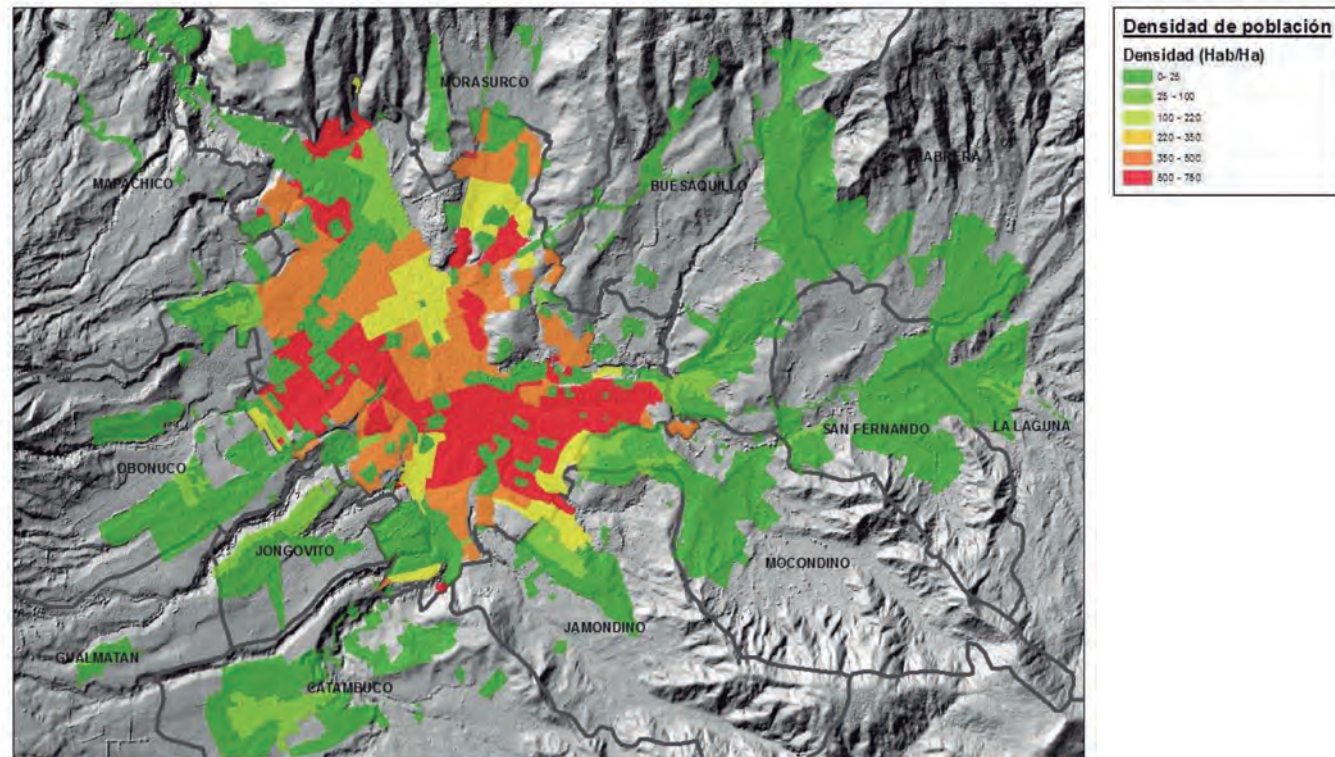 Densidad de población
Densidad (Hab/Ha)
0- 25
25 - 100
100 - 220
220 - 350
350 - 500
500 - 750
MORASURCO
CABRERA
MAPACHICO
BUESAQUILLO
SAN FERNANDO
LA LAGUNA
OBONUCO
JONGOVITO
MOCONDINO
JAMONDINO
GUALMATAN
CATAMBUCO